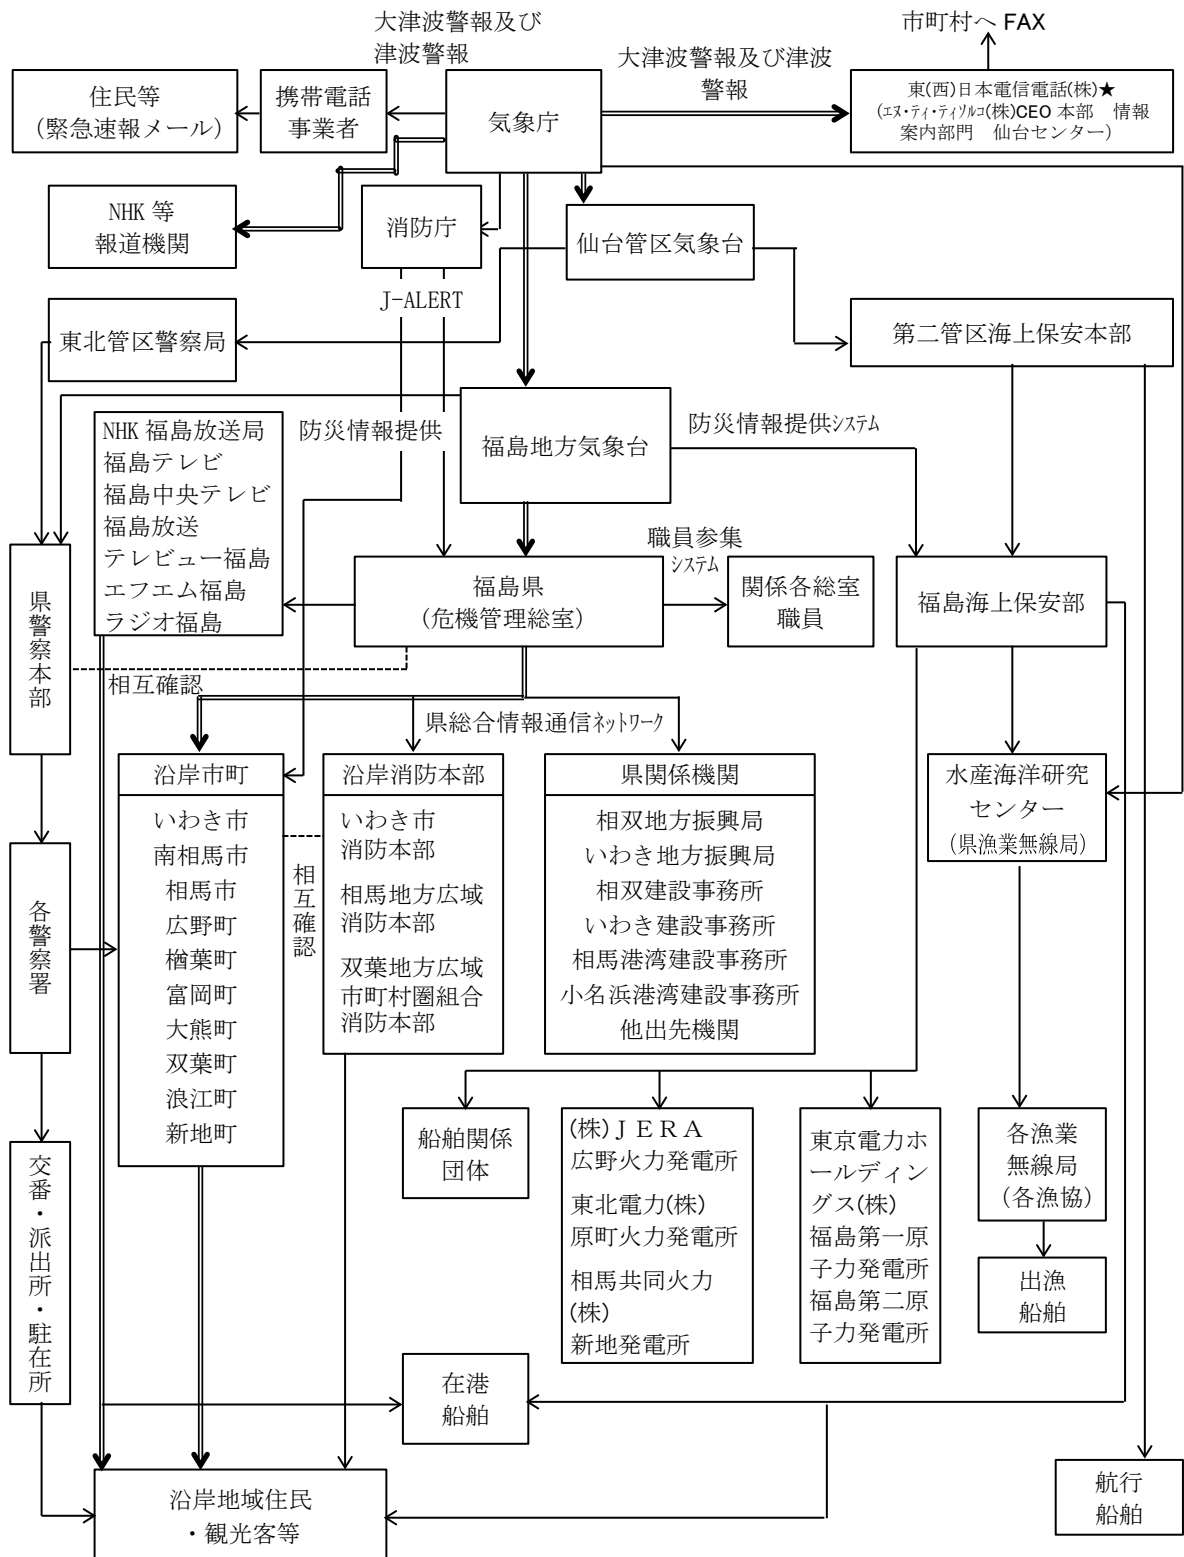 大津波警報及び
津波警報
市町村へ FAX
大津波警報及び津波
警報
住民等
（緊急速報メール）
携帯電話
事業者
気象庁
東(西)日本電信電話(株)★
(ｴﾇ・ﾃｨ・ﾃｨｿﾙｺ(株)CEO 本部　情報
案内部門　仙台センター)
NHK 等
報道機関
消防庁
仙台管区気象台
J-ALERT
東北管区警察局
第二管区海上保安本部
NHK 福島放送局
福島テレビ
福島中央テレビ
福島放送
テレビュー福島
エフエム福島
ラジオ福島
防災情報提供
福島地方気象台
防災情報提供ｼｽﾃﾑ
職員参集
ｼｽﾃﾑ
県警察本部
福島県
(危機管理総室)
関係各総室
職員
福島海上保安部
相互確認
県総合情報通信ﾈｯﾄﾜｰｸ
沿岸市町
いわき市
南相馬市
相馬市
広野町
楢葉町
富岡町
大熊町
双葉町
浪江町
新地町
相互確認
沿岸消防本部
いわき市
消防本部
相馬地方広域
消防本部
双葉地方広域
市町村圏組合
消防本部
県関係機関
相双地方振興局
いわき地方振興局
相双建設事務所
いわき建設事務所
相馬港湾建設事務所
小名浜港湾建設事務所
他出先機関
水産海洋研究
センター
（県漁業無線局）
各警察署
船舶関係
団体
(株)ＪＥＲＡ
広野火力発電所
東北電力(株)
原町火力発電所
相馬共同火力
(株)
新地発電所
東京電力ホ
ールディン
グス(株)
福島第一原
子力発電所
福島第二原
子力発電所
各漁業
無線局
（各漁協）
出漁
船舶
交番・派出所・駐在所
在港
船舶
沿岸地域住民
・観光客等
航行
船舶